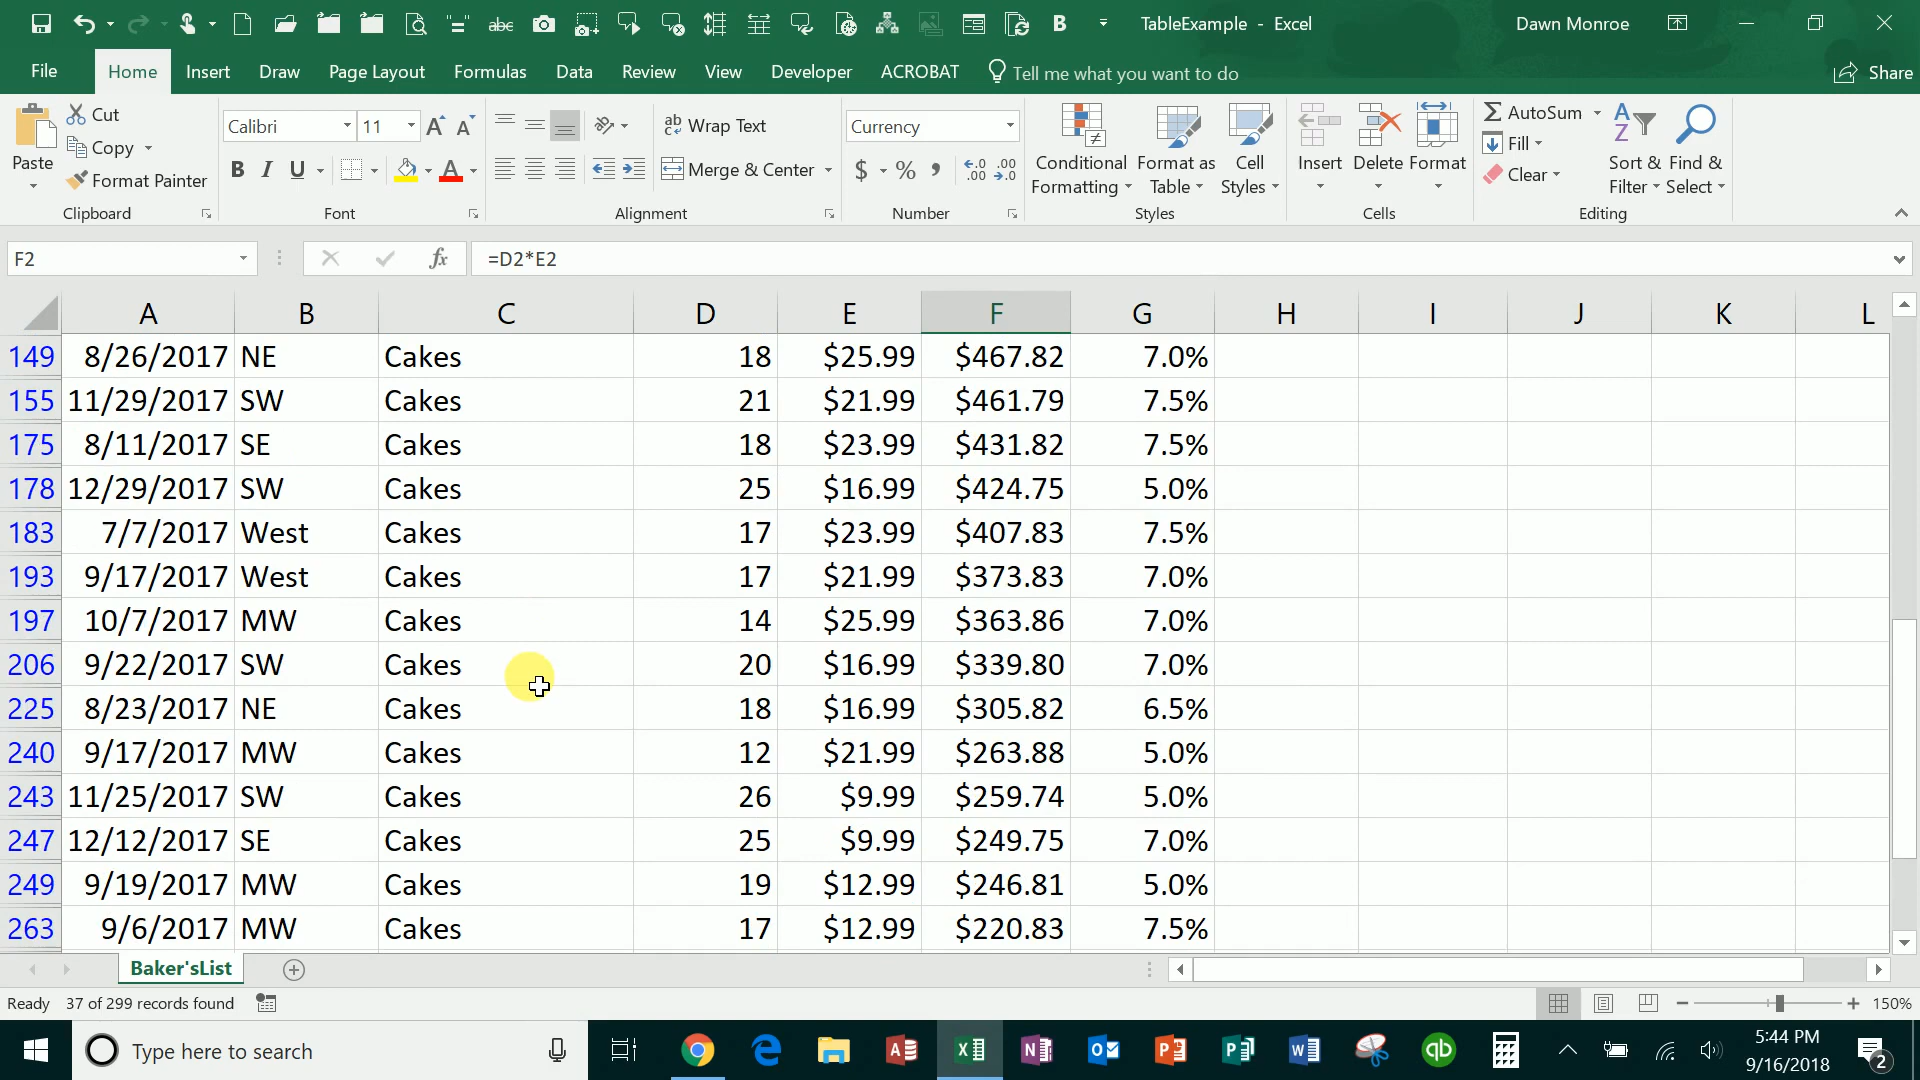 TableExample - Excel
Dawn Monroe
File Home Insert Draw Page Layout Formulas Data Review View Developer ACROBAT Tell me what you want to do Share
Paste
Cut
Copy
Format Painter
Clipboard
Calibri 11
B I U
Font
Wrap Text
Merge & Center
Alignment
Currency
$ % ,
Number
Conditional Formatting
Format as Table
Cell Styles
Styles
Insert Delete Format
Cells
AutoSum
Fill
Clear
Sort & Filter
Find & Select
Editing
F2 fx =D2*E2
A B C D E F G H I J K L
149 8/26/2017 NE Cakes 18 $25.99 $467.82 7.0%
155 11/29/2017 SW Cakes 21 $21.99 $461.79 7.5%
175 8/11/2017 SE Cakes 18 $23.99 $431.82 7.5%
178 12/29/2017 SW Cakes 25 $16.99 $424.75 5.0%
183 7/7/2017 West Cakes 17 $23.99 $407.83 7.5%
193 9/17/2017 West Cakes 17 $21.99 $373.83 7.0%
197 10/7/2017 MW Cakes 14 $25.99 $363.86 7.0%
206 9/22/2017 SW Cakes 20 $16.99 $339.80 7.0%
225 8/23/2017 NE Cakes 18 $16.99 $305.82 6.5%
240 9/17/2017 MW Cakes 12 $21.99 $263.88 5.0%
243 11/25/2017 SW Cakes 26 $9.99 $259.74 5.0%
247 12/12/2017 SE Cakes 25 $9.99 $249.75 7.0%
249 9/19/2017 MW Cakes 19 $12.99 $246.81 5.0%
263 9/6/2017 MW Cakes 17 $12.99 $220.83 7.5%
Baker'sList
Ready 37 of 299 records found 150%
Type here to search
5:44 PM
9/16/2018
2